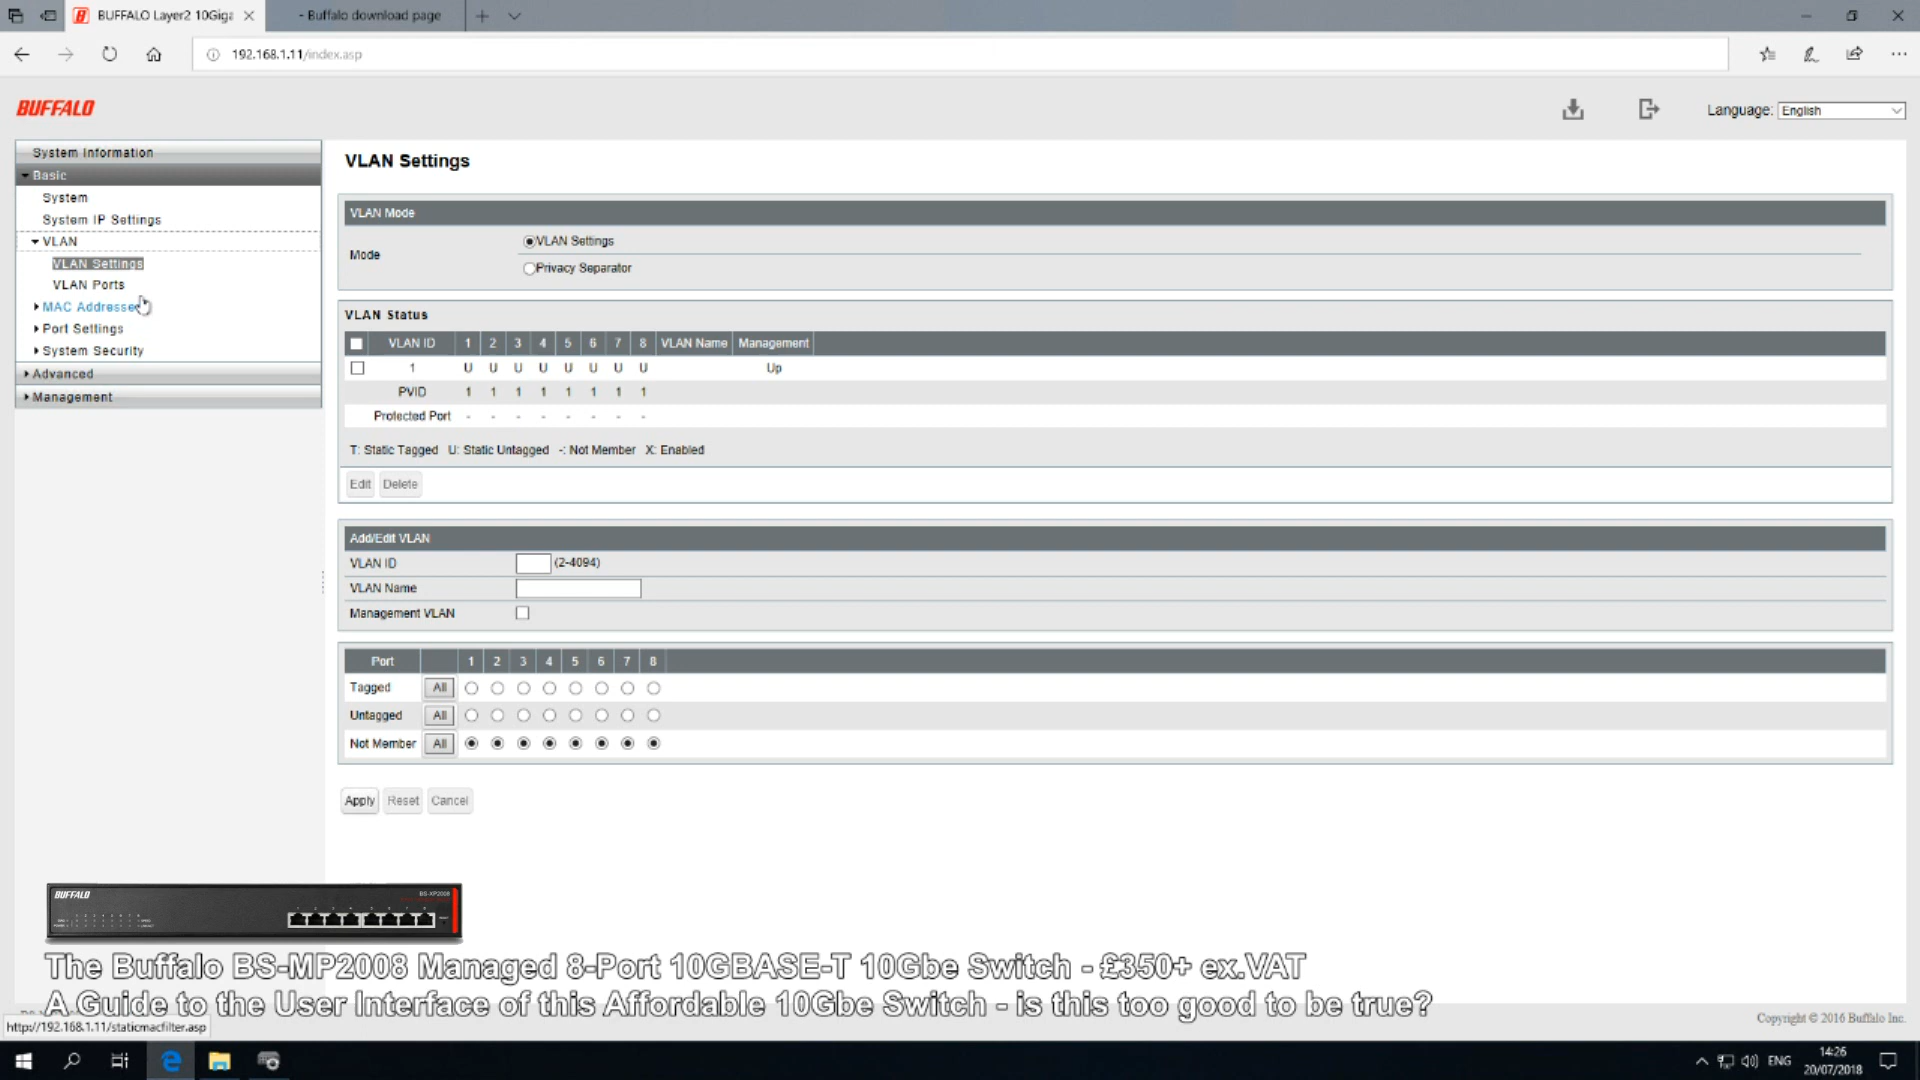 BUFFALO Layer2 10Giga
- Buffalo download page
192.168.1.11/index.asp
BUFFALO
Language: English
System Information
Basic
System
System IP Settings
VLAN
VLAN Settings
VLAN Ports
MAC Addresse
Port Settings
System Security
Advanced
Management
VLAN Settings
VLAN Mode
Mode
VLAN Settings
Privacy Separator
VLAN Status
VLAN ID 1 2 3 4 5 6 7 8 VLAN Name Management
1 U U U U U U U U Up
PVID 1 1 1 1 1 1 1 1
Protected Port - - - - - - - -
T: Static Tagged U: Static Untagged -: Not Member X: Enabled
Edit Delete
Add/Edit VLAN
VLAN ID (2-4094)
VLAN Name
Management VLAN
Port 1 2 3 4 5 6 7 8
Tagged All
Untagged All
Not Member All
Apply Reset Cancel
BUFFALO BS-XP2008
The Buffalo BS-MP2008 Managed 8-Port 10GBASE-T 10Gbe Switch - £350+ ex.VAT
A Guide to the User Interface of this Affordable 10Gbe Switch - is this too good to be true?
http://192.168.1.11/staticmacfilter.asp
Copyright © 2016 Buffalo Inc.
ENG
14:26
20/07/2018